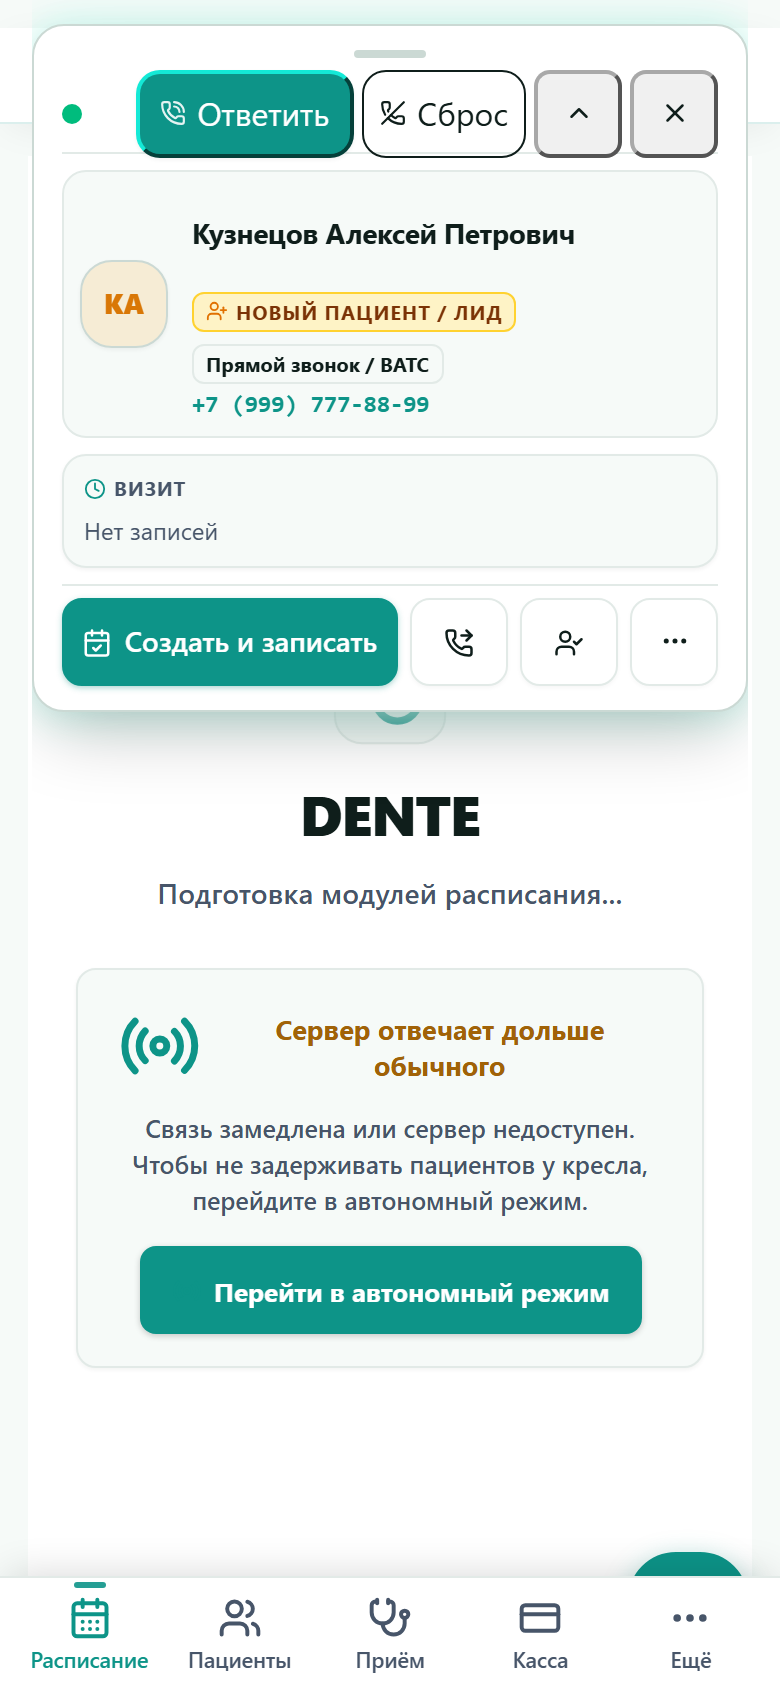 Ответить
Сброс
Кузнецов Алексей Петрович
КА
НОВЫЙ ПАЦИЕНТ / ЛИД
Прямой звонок / ВАТС
+7 (999) 777-88-99
ВИЗИТ
Нет записей
Создать и записать
DENTE
Подготовка модулей расписания...
Сервер отвечает дольше
обычного
Связь замедлена или сервер недоступен.
Чтобы не задерживать пациентов у кресла,
перейдите в автономный режим.
Перейти в автономный режим
Расписание
Пациенты
Приём
Касса
Ещё